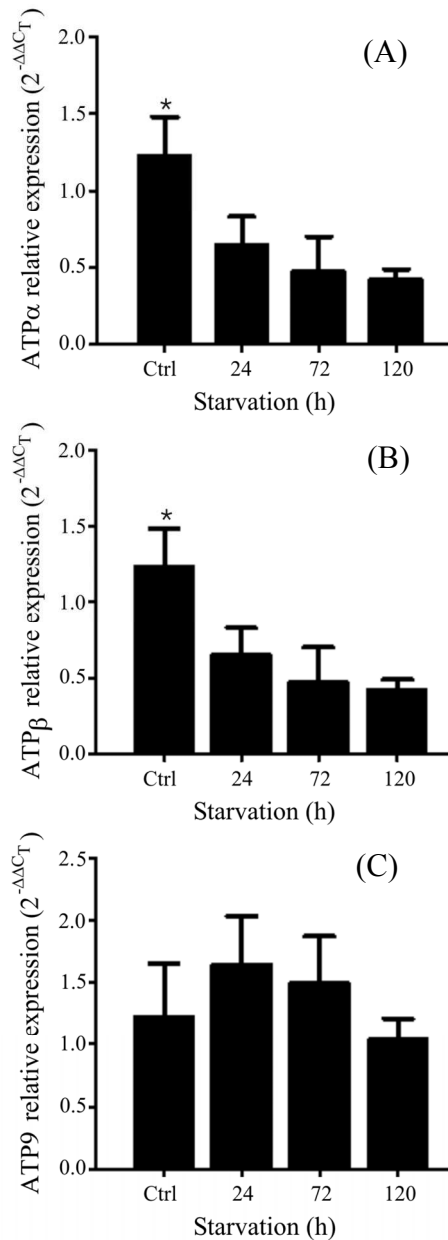 (A)
ATPα relative expression (2^-ΔΔCT)
2.0
1.5
1.0
0.5
0.0
*
Ctrl 24 72 120
Starvation (h)
(B)
ATPβ relative expression (2^-ΔΔCT)
2.0
1.5
1.0
0.5
0.0
*
Ctrl 24 72 120
Starvation (h)
(C)
ATP9 relative expression (2^-ΔΔCT)
2.5
2.0
1.5
1.0
0.5
0.0
Ctrl 24 72 120
Starvation (h)